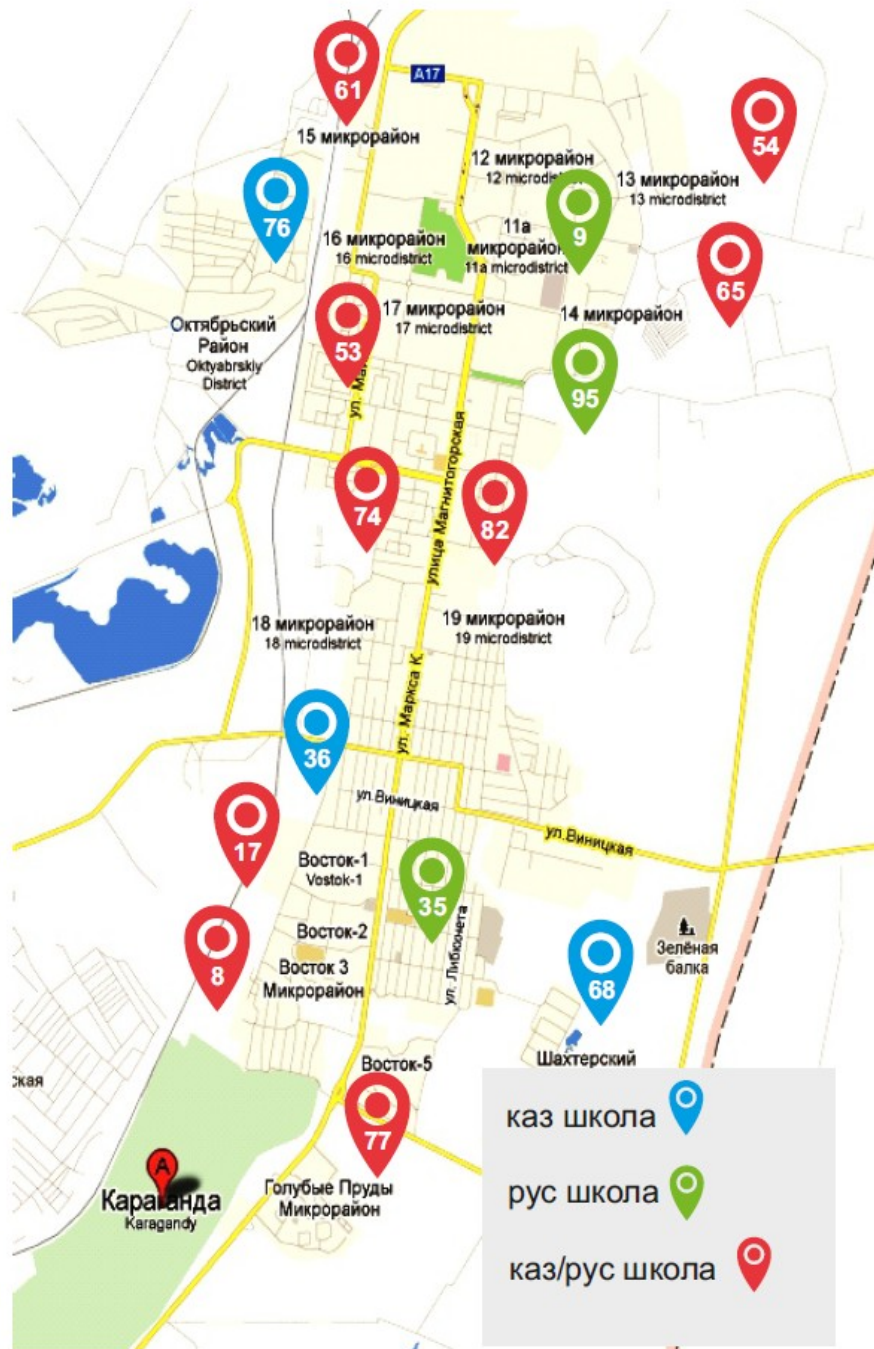 A17
61
54
15 микрорайон
12 микрорайон
12 microdistrict
13 микрорайон
13 microdistrict
76
9
11а
микрорайон
11a microdistrict
16 микрорайон
16 microdistrict
65
17 микрорайон
17 microdistrict
14 микрорайон
Октябрьский
Район
Oktyabrskiy
District
53
95
74
82
улица Магнитогорская
18 микрорайон
18 microdistrict
19 микрорайон
19 microdistrict
ул. Маркса К.
36
ул.Виницкая
ул.Виницкая
17
Восток-1
Vostok-1
35
Восток-2
ул. Либкнехта
Зелёная
балка
8
Восток 3
Микрорайон
68
Шахтерский
Восток-5
ская
77
A
Караганда
Karagandy
Голубые Пруды
Микрорайон
каз школа
рус школа
каз/рус школа